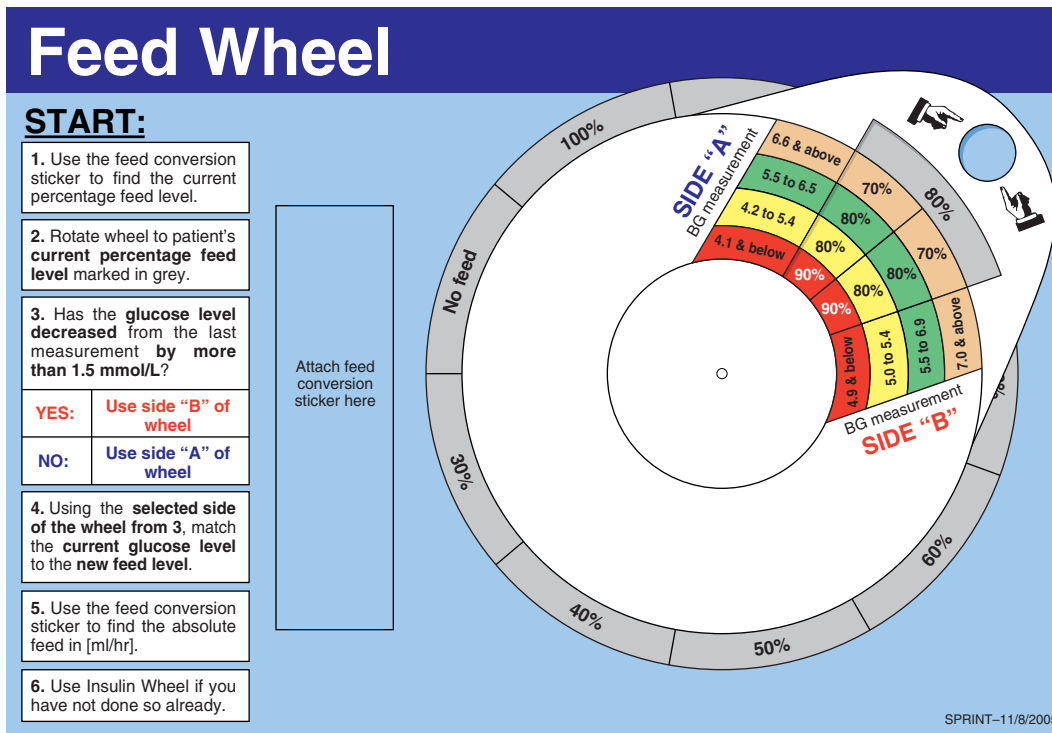 Feed Wheel
START:
1. Use the feed conversion
sticker to find the current
percentage feed level.
2. Rotate wheel to patient's
current percentage feed
level marked in grey.
3. Has the glucose level
decreased from the last
measurement by more
than 1.5 mmol/L?
YES:
Use side “B” of
wheel
NO:
Use side “A” of
wheel
4. Using the selected side
of the wheel from 3, match
the current glucose level
to the new feed level.
5. Use the feed conversion
sticker to find the absolute
feed in [ml/hr].
6. Use Insulin Wheel if you
have not done so already.
Attach feed
conversion
sticker here
100%
No feed
30%
40%
50%
60%
80%
SIDE “A”
BG measurement
6.6 & above
5.5 to 6.5
4.2 to 5.4
4.1 & below
70%
80%
80%
90%
70%
80%
80%
90%
7.0 & above
5.5 to 6.9
5.0 to 5.4
4.9 & below
BG measurement
SIDE “B”
SPRINT–11/8/2005